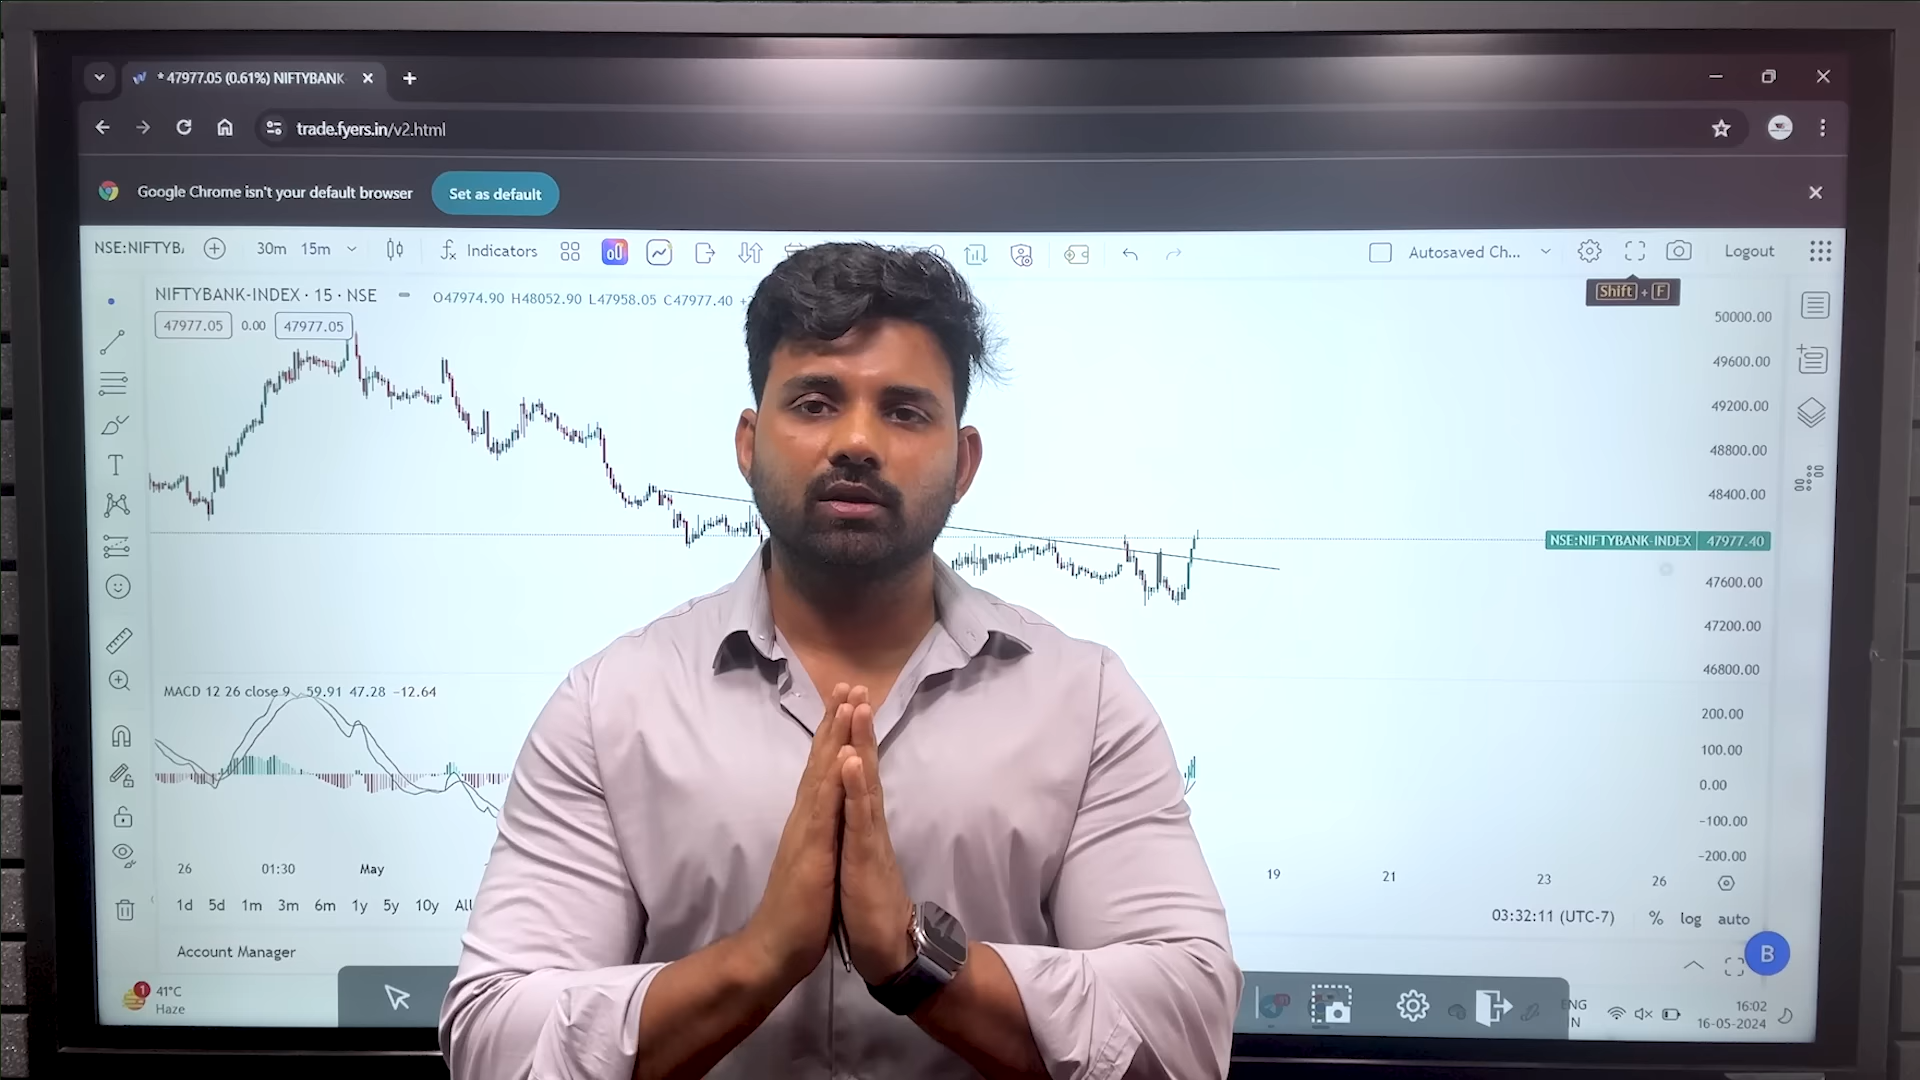 * 47977.05 (0.61%) NIFTYBANK
trade.fyers.in/v2.html
Google Chrome isn't your default browser
Set as default
NSE:NIFTYB
30m 15m
Indicators
Autosaved Ch...
Logout
Shift + F
NIFTYBANK-INDEX · 15 · NSE
O47974.90 H48052.90 L47958.05 C47977.40
47977.05 0.00 47977.05
50000.00
49600.00
49200.00
48800.00
48400.00
NSE:NIFTYBANK-INDEX 47977.40
47600.00
47200.00
46800.00
MACD 12 26 close 9 59.91 47.28 −12.64
200.00
100.00
0.00
−100.00
−200.00
26 01:30 May 19 21 23 26
1d 5d 1m 3m 6m 1y 5y 10y All
03:32:11 (UTC-7) % log auto
Account Manager
B
1
41°C
Haze
ENG
IN
16:02
16-05-2024